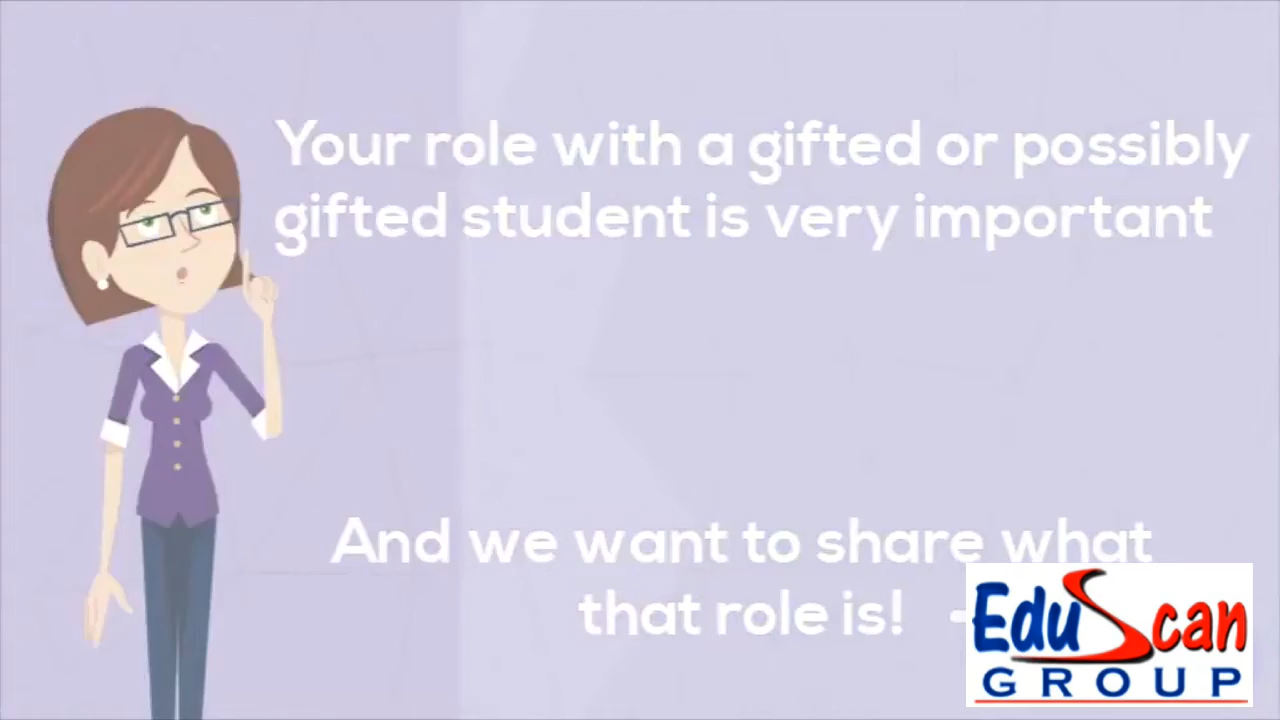 Your role with a gifted or possibly
gifted student is very important
And we want to share what
that role is!
EduScan
GROUP